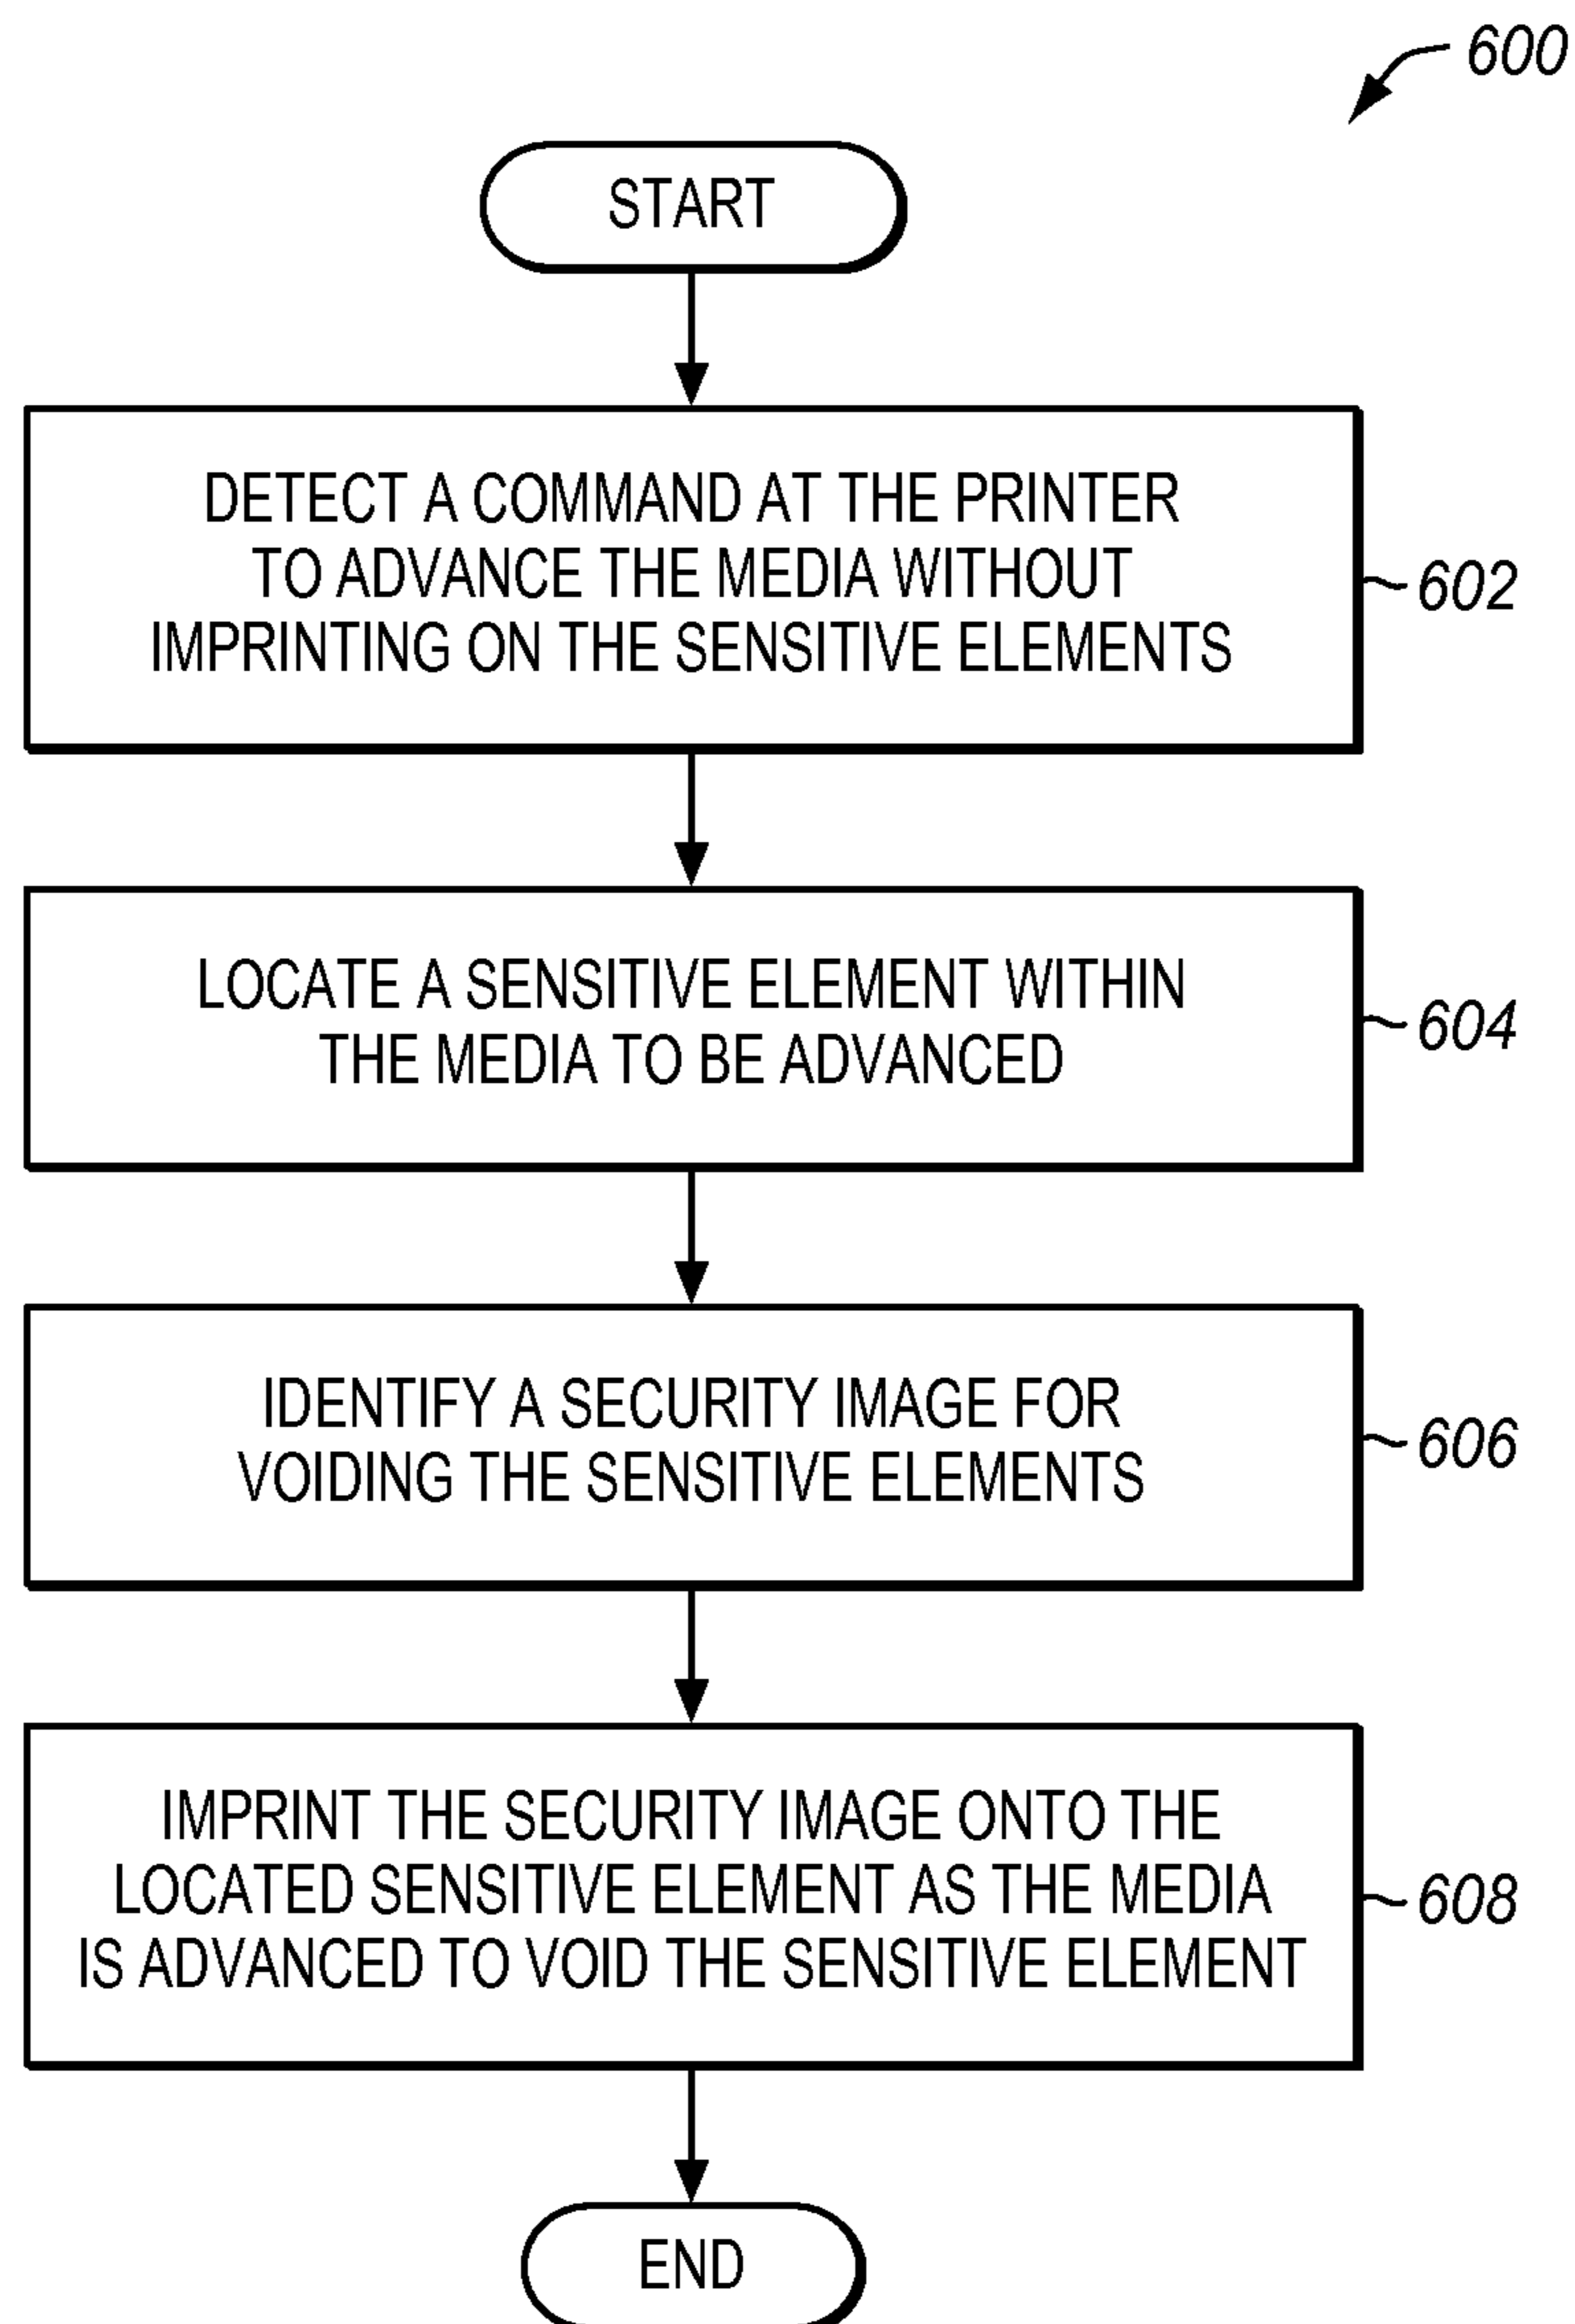 600
START
DETECT A COMMAND AT THE PRINTER
TO ADVANCE THE MEDIA WITHOUT
IMPRINTING ON THE SENSITIVE ELEMENTS
602
LOCATE A SENSITIVE ELEMENT WITHIN
THE MEDIA TO BE ADVANCED
604
IDENTIFY A SECURITY IMAGE FOR
VOIDING THE SENSITIVE ELEMENTS
606
IMPRINT THE SECURITY IMAGE ONTO THE
LOCATED SENSITIVE ELEMENT AS THE MEDIA
IS ADVANCED TO VOID THE SENSITIVE ELEMENT
608
END